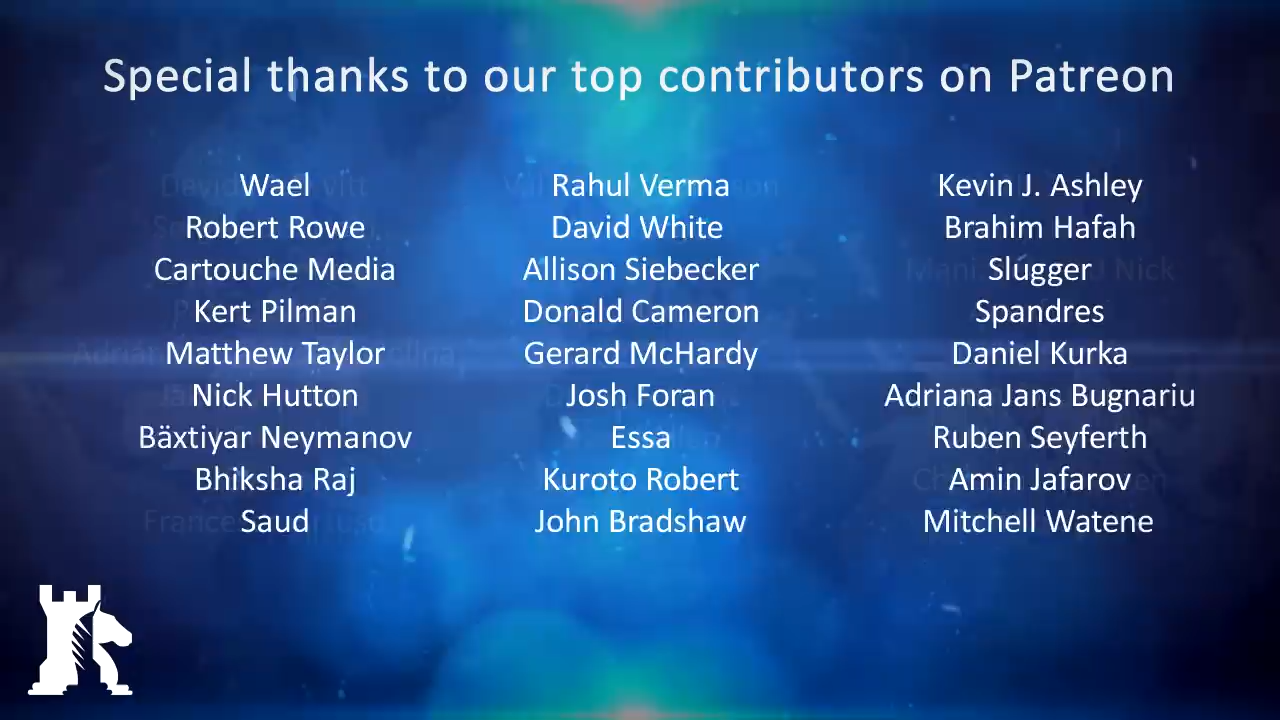 Special thanks to our top contributors on Patreon
Wael
Robert Rowe
Cartouche Media
Kert Pilman
Matthew Taylor
Nick Hutton
Bäxtiyar Neymanov
Bhiksha Raj
Saud
Rahul Verma
David White
Allison Siebecker
Donald Cameron
Gerard McHardy
Josh Foran
Essa
Kuroto Robert
John Bradshaw
Kevin J. Ashley
Brahim Hafah
Slugger
Spandres
Daniel Kurka
Adriana Jans Bugnariu
Ruben Seyferth
Amin Jafarov
Mitchell Watene